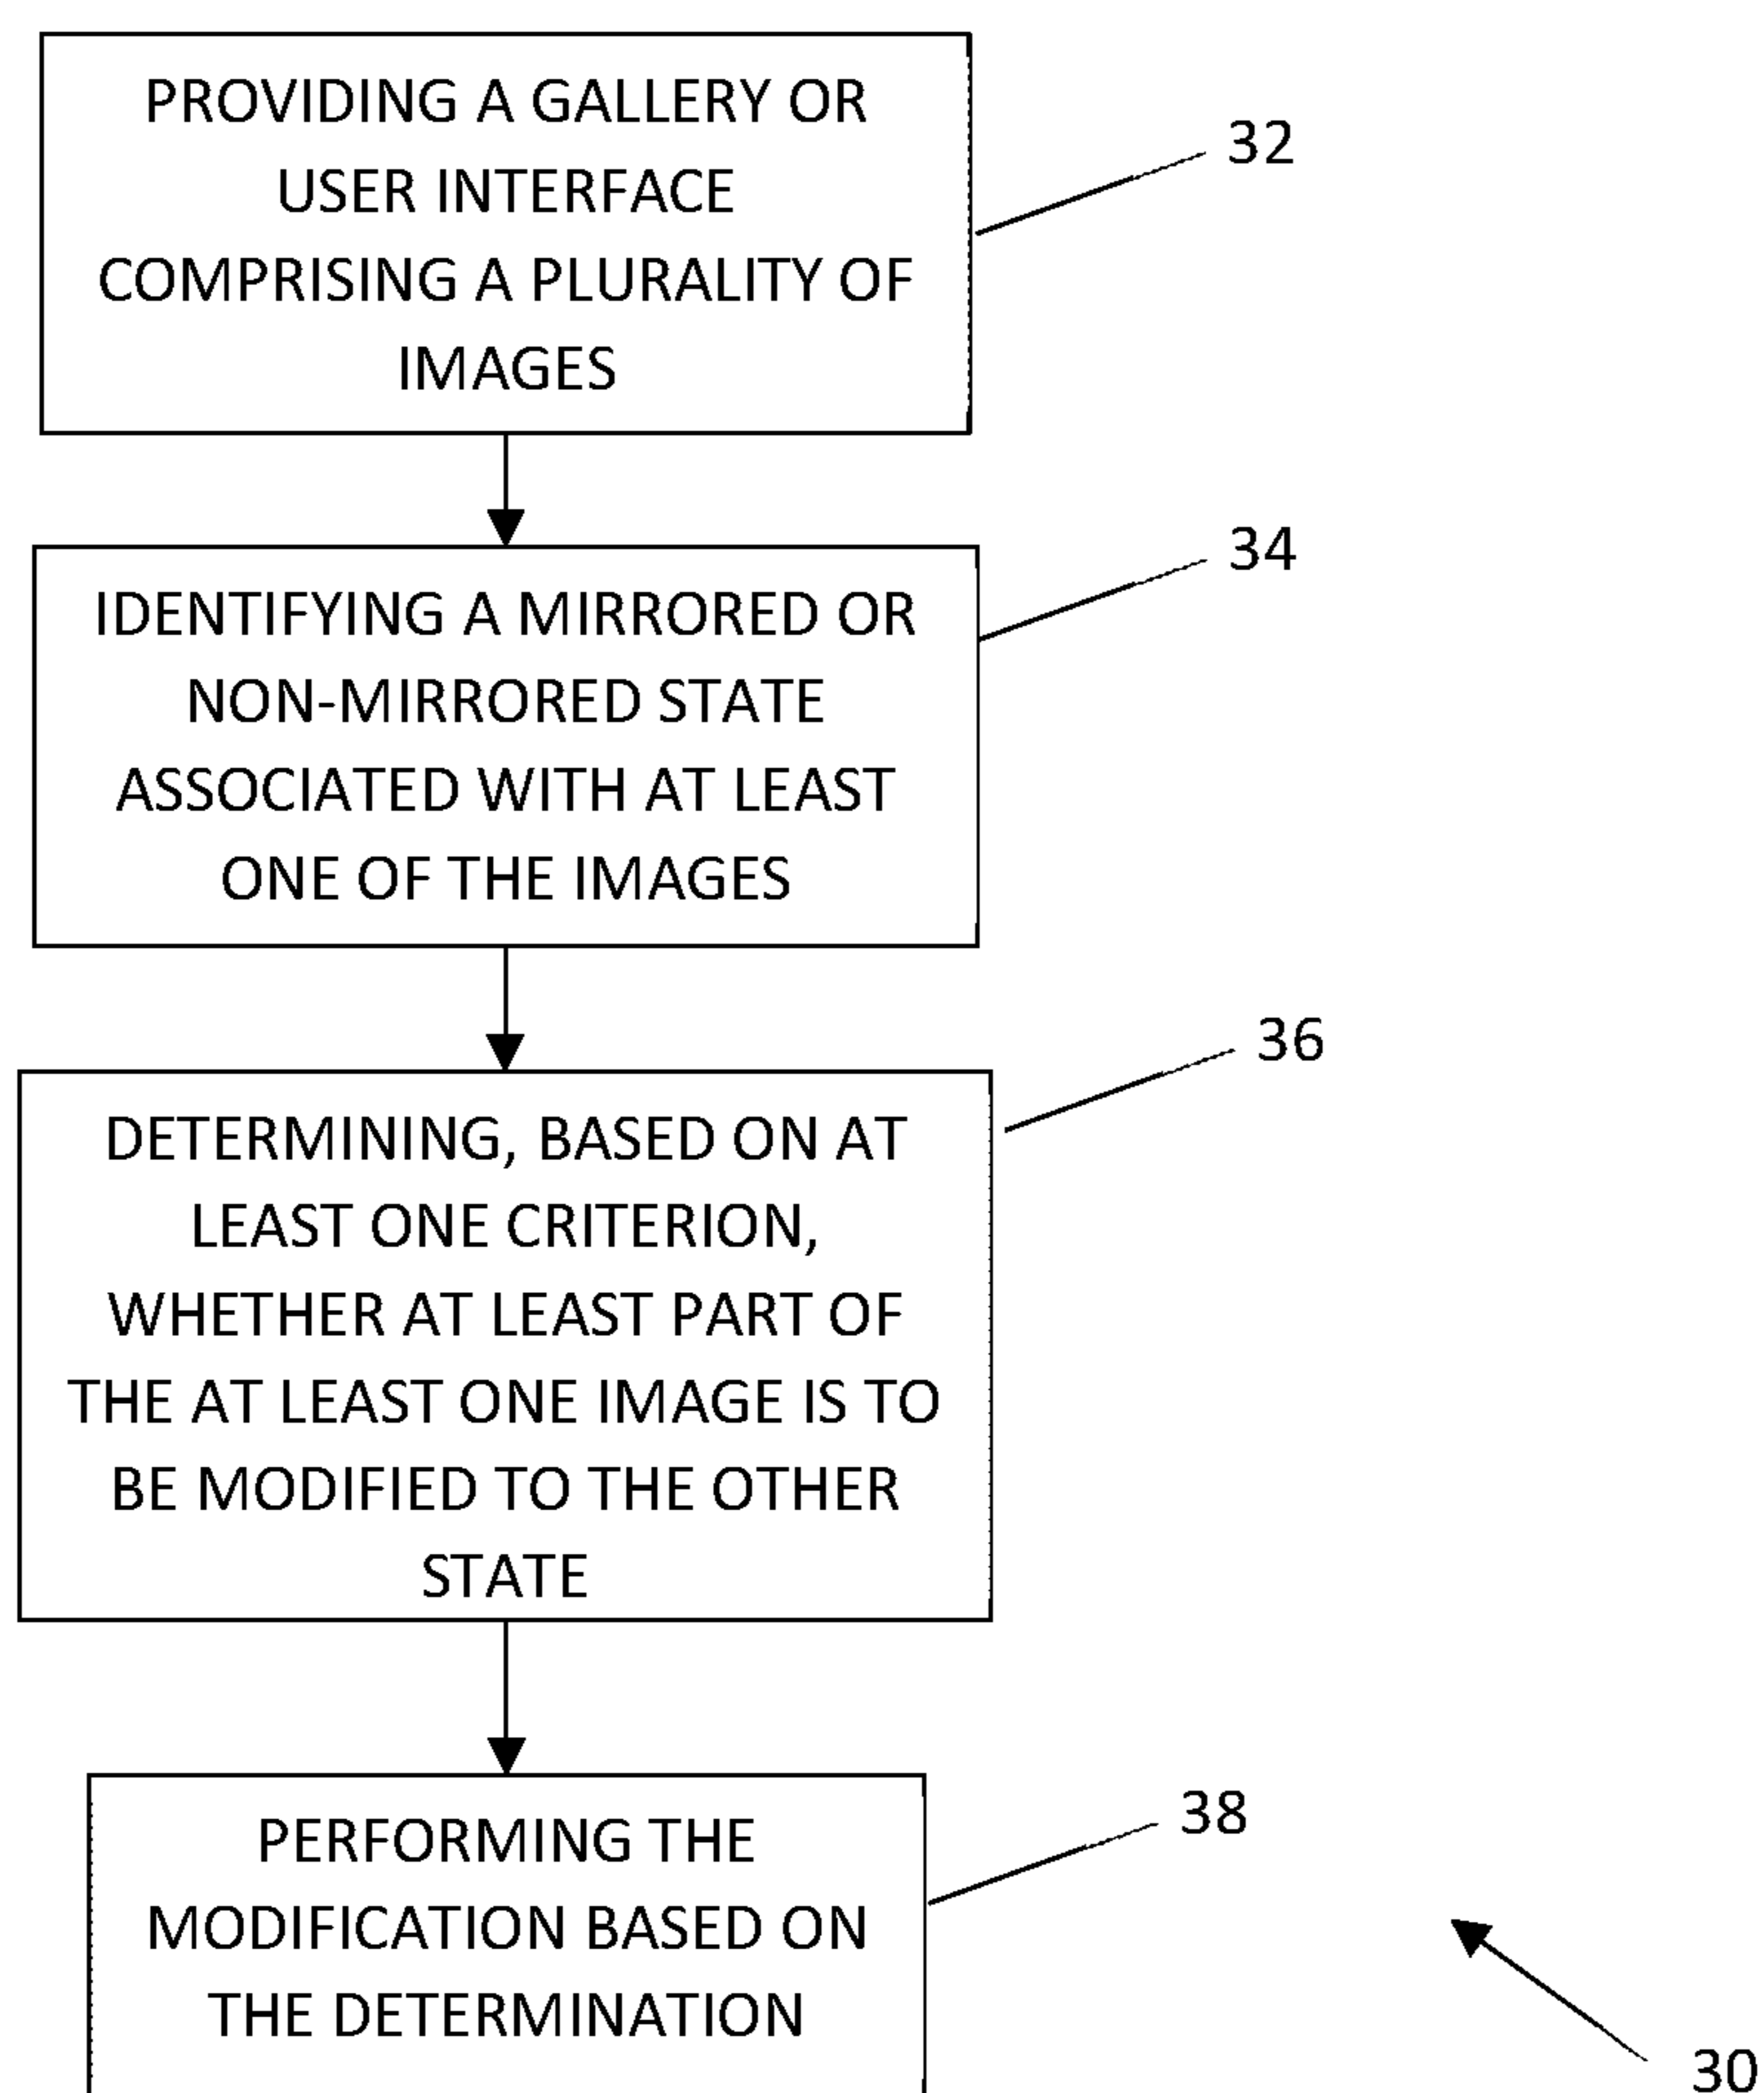 PROVIDING A GALLERY OR
USER INTERFACE
COMPRISING A PLURALITY OF
IMAGES
32
IDENTIFYING A MIRRORED OR
NON-MIRRORED STATE
ASSOCIATED WITH AT LEAST
ONE OF THE IMAGES
34
DETERMINING, BASED ON AT
LEAST ONE CRITERION,
WHETHER AT LEAST PART OF
THE AT LEAST ONE IMAGE IS TO
BE MODIFIED TO THE OTHER
STATE
36
PERFORMING THE
MODIFICATION BASED ON
THE DETERMINATION
38
30